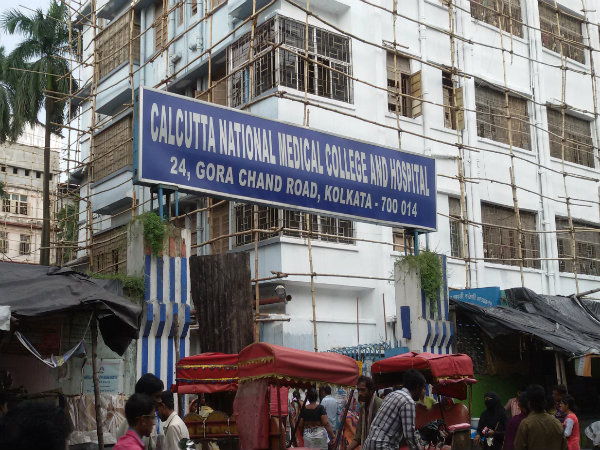 CALCUTTA NATIONAL MEDICAL COLLEGE AND HOSPITAL
24, GORA CHAND ROAD, KOLKATA - 700 014